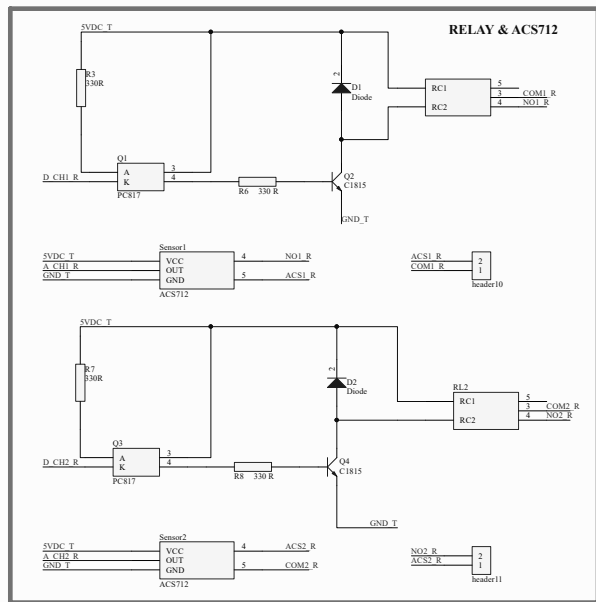 5VDC_T
RELAY & ACS712
R3
330R
2
D1
Diode
RC1
RC2
5
3
4
COM1_R
NO1_R
Q1
A
K
3
4
D_CH1_R
PC817
R6 330 R
Q2
C1815
GND_T
Sensor1
5VDC_T
A_CH1_R
GND_T
VCC
OUT
GND
4
5
NO1_R
ACS1_R
ACS712
ACS1_R
COM1_R
2
1
header10
5VDC_T
R7
330R
2
D2
Diode
RL2
RC1
RC2
5
3
4
COM2_R
NO2_R
Q3
A
K
3
4
D_CH2_R
PC817
R8 330 R
Q4
C1815
GND_T
Sensor2
5VDC_T
A_CH2_R
GND_T
VCC
OUT
GND
4
5
ACS2_R
COM2_R
ACS712
NO2_R
ACS2_R
2
1
header11